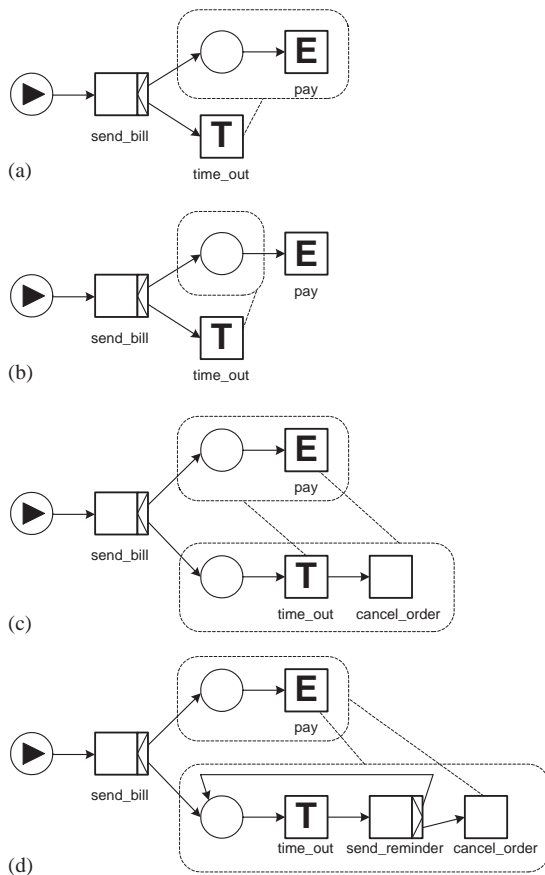 E
pay
send_bill
T
time_out
(a)
E
pay
send_bill
T
time_out
(b)
E
pay
send_bill
T
time_out cancel_order
(c)
E
pay
send_bill
T
time_out send_reminder cancel_order
(d)